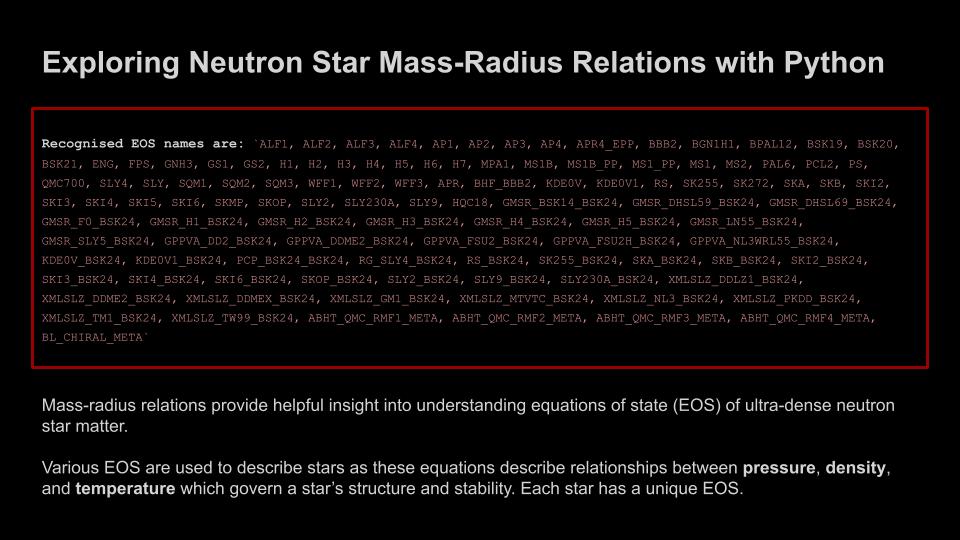 Exploring Neutron Star Mass-Radius Relations with Python
Recognised EOS names are: `ALF1, ALF2, ALF3, ALF4, AP1, AP2, AP3, AP4, APR4_EPP, BBB2, BGN1H1, BPAL12, BSK19, BSK20,
BSK21, ENG, FPS, GNH3, GS1, GS2, H1, H2, H3, H4, H5, H6, H7, MPA1, MS1B, MS1B_PP, MS1_PP, MS1, MS2, PAL6, PCL2, PS,
QMC700, SLY4, SLY, SQM1, SQM2, SQM3, WFF1, WFF2, WFF3, APR, BHF_BBB2, KDE0V, KDE0V1, RS, SK255, SK272, SKA, SKB, SKI2,
SKI3, SKI4, SKI5, SKI6, SKMP, SKOP, SLY2, SLY230A, SLY9, HQC18, GMSR_BSK14_BSK24, GMSR_DHSL59_BSK24, GMSR_DHSL69_BSK24,
GMSR_F0_BSK24, GMSR_H1_BSK24, GMSR_H2_BSK24, GMSR_H3_BSK24, GMSR_H4_BSK24, GMSR_H5_BSK24, GMSR_LN55_BSK24,
GMSR_SLY5_BSK24, GPPVA_DD2_BSK24, GPPVA_DDME2_BSK24, GPPVA_FSU2_BSK24, GPPVA_FSU2H_BSK24, GPPVA_NL3WRL55_BSK24,
KDE0V_BSK24, KDE0V1_BSK24, PCP_BSK24_BSK24, RG_SLY4_BSK24, RS_BSK24, SK255_BSK24, SKA_BSK24, SKB_BSK24, SKI2_BSK24,
SKI3_BSK24, SKI4_BSK24, SKI6_BSK24, SKOP_BSK24, SLY2_BSK24, SLY9_BSK24, SLY230A_BSK24, XMLSLZ_DDLZ1_BSK24,
XMLSLZ_DDME2_BSK24, XMLSLZ_DDMEX_BSK24, XMLSLZ_GM1_BSK24, XMLSLZ_MTVTC_BSK24, XMLSLZ_NL3_BSK24, XMLSLZ_PKDD_BSK24,
XMLSLZ_TM1_BSK24, XMLSLZ_TW99_BSK24, ABHT_QMC_RMF1_META, ABHT_QMC_RMF2_META, ABHT_QMC_RMF3_META, ABHT_QMC_RMF4_META,
BL_CHIRAL_META`
Mass-radius relations provide helpful insight into understanding equations of state (EOS) of ultra-dense neutron
star matter.
Various EOS are used to describe stars as these equations describe relationships between pressure, density,
and temperature which govern a star’s structure and stability. Each star has a unique EOS.